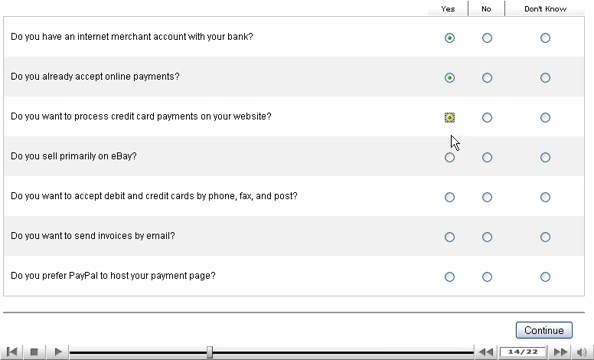 Yes No Don't Know
Do you have an internet merchant account with your bank?
Do you already accept online payments?
Do you want to process credit card payments on your website?
Do you sell primarily on eBay?
Do you want to accept debit and credit cards by phone, fax, and post?
Do you want to send invoices by email?
Do you prefer PayPal to host your payment page?
Continue
14/22